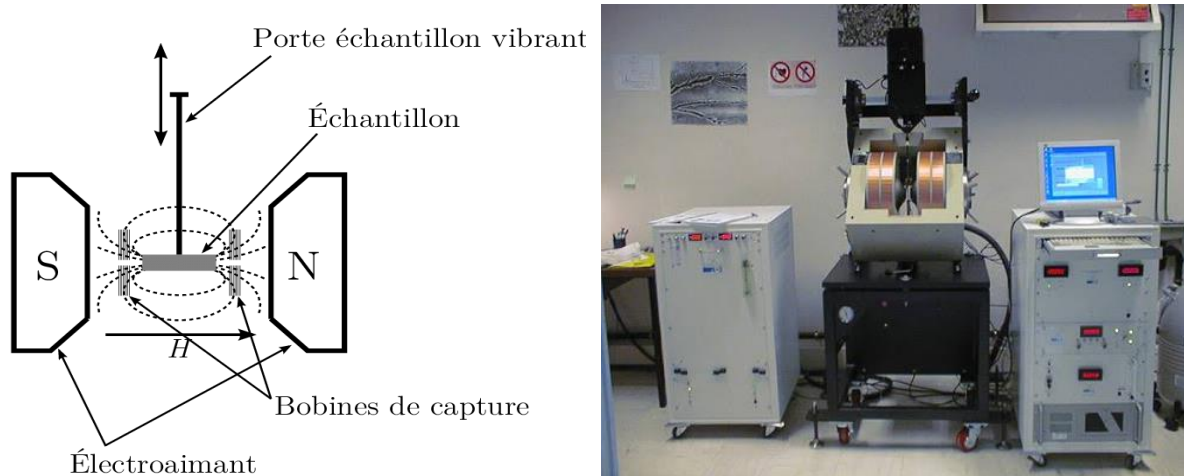 Porte échantillon vibrant
Échantillon
S
N
H
Bobines de capture
Électroaimant